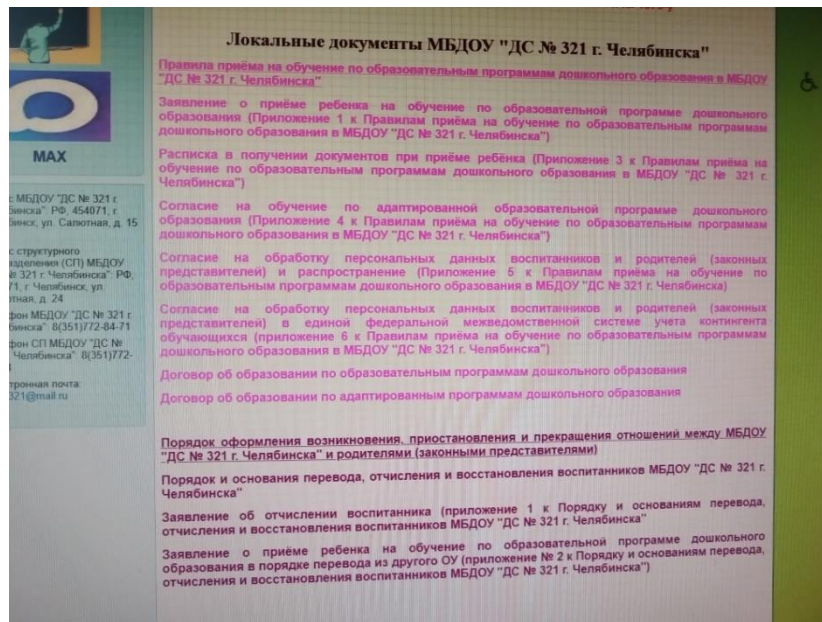 Локальные документы МБДОУ "ДС № 321 г. Челябинска"
Правила приёма на обучение по образовательным программам дошкольного образования в МБДОУ
"ДС № 321 г. Челябинска"
Заявление о приёме ребенка на обучение по образовательной программе дошкольного
образования (Приложение 1 к Правилам приёма на обучение по образовательным программам
дошкольного образования в МБДОУ "ДС № 321 г. Челябинска")
Расписка в получении документов при приёме ребёнка (Приложение 3 к Правилам приёма на
обучение по образовательным программам дошкольного образования в МБДОУ "ДС № 321 г.
Челябинска")
Согласие на обучение по адаптированной образовательной программе дошкольного
образования (Приложение 4 к Правилам приёма на обучение по образовательным программам
дошкольного образования в МБДОУ "ДС № 321 г. Челябинска")
Согласие на обработку персональных данных воспитанников и родителей (законных
представителей) и распространение (Приложение 5 к Правилам приёма на обучение по
образовательным программам дошкольного образования в МБДОУ "ДС № 321 г. Челябинска)
Согласие на обработку персональных данных воспитанников и родителей (законных
представителей) в единой федеральной межведомственной системе учета контингента
обучающихся (приложение 6 к Правилам приёма на обучение по образовательным программам
дошкольного образования в МБДОУ "ДС № 321 г. Челябинска")
Договор об образовании по образовательным программам дошкольного образования
Договор об образовании по адаптированным программам дошкольного образования
Порядок оформления возникновения, приостановления и прекращения отношений между МБДОУ
"ДС № 321 г. Челябинска" и родителями (законными представителями)
Порядок и основания перевода, отчисления и восстановления воспитанников МБДОУ "ДС № 321 г.
Челябинска"
Заявление об отчислении воспитанника (приложение 1 к Порядку и основаниям перевода,
отчисления и восстановления воспитанников МБДОУ "ДС № 321 г. Челябинска"
Заявление о приёме ребенка на обучение по образовательной программе дошкольного
образования в порядке перевода из другого ОУ (приложение № 2 к Порядку и основаниям перевода,
отчисления и восстановления воспитанников МБДОУ "ДС № 321 г. Челябинска")
MAX
с МБДОУ "ДС № 321 г.
бинска": РФ, 454071, г.
бинск, ул. Салютная, д. 15
с структурного
азделения (СП) МБДОУ
№ 321 г. Челябинска": РФ,
71, г. Челябинск, ул.
тная, д. 24
фон МБДОУ "ДС № 321 г.
бинска": 8(351)772-84-71
фон СП МБДОУ "ДС №
Челябинска": 8(351)772-
тронная почта:
321@mail.ru